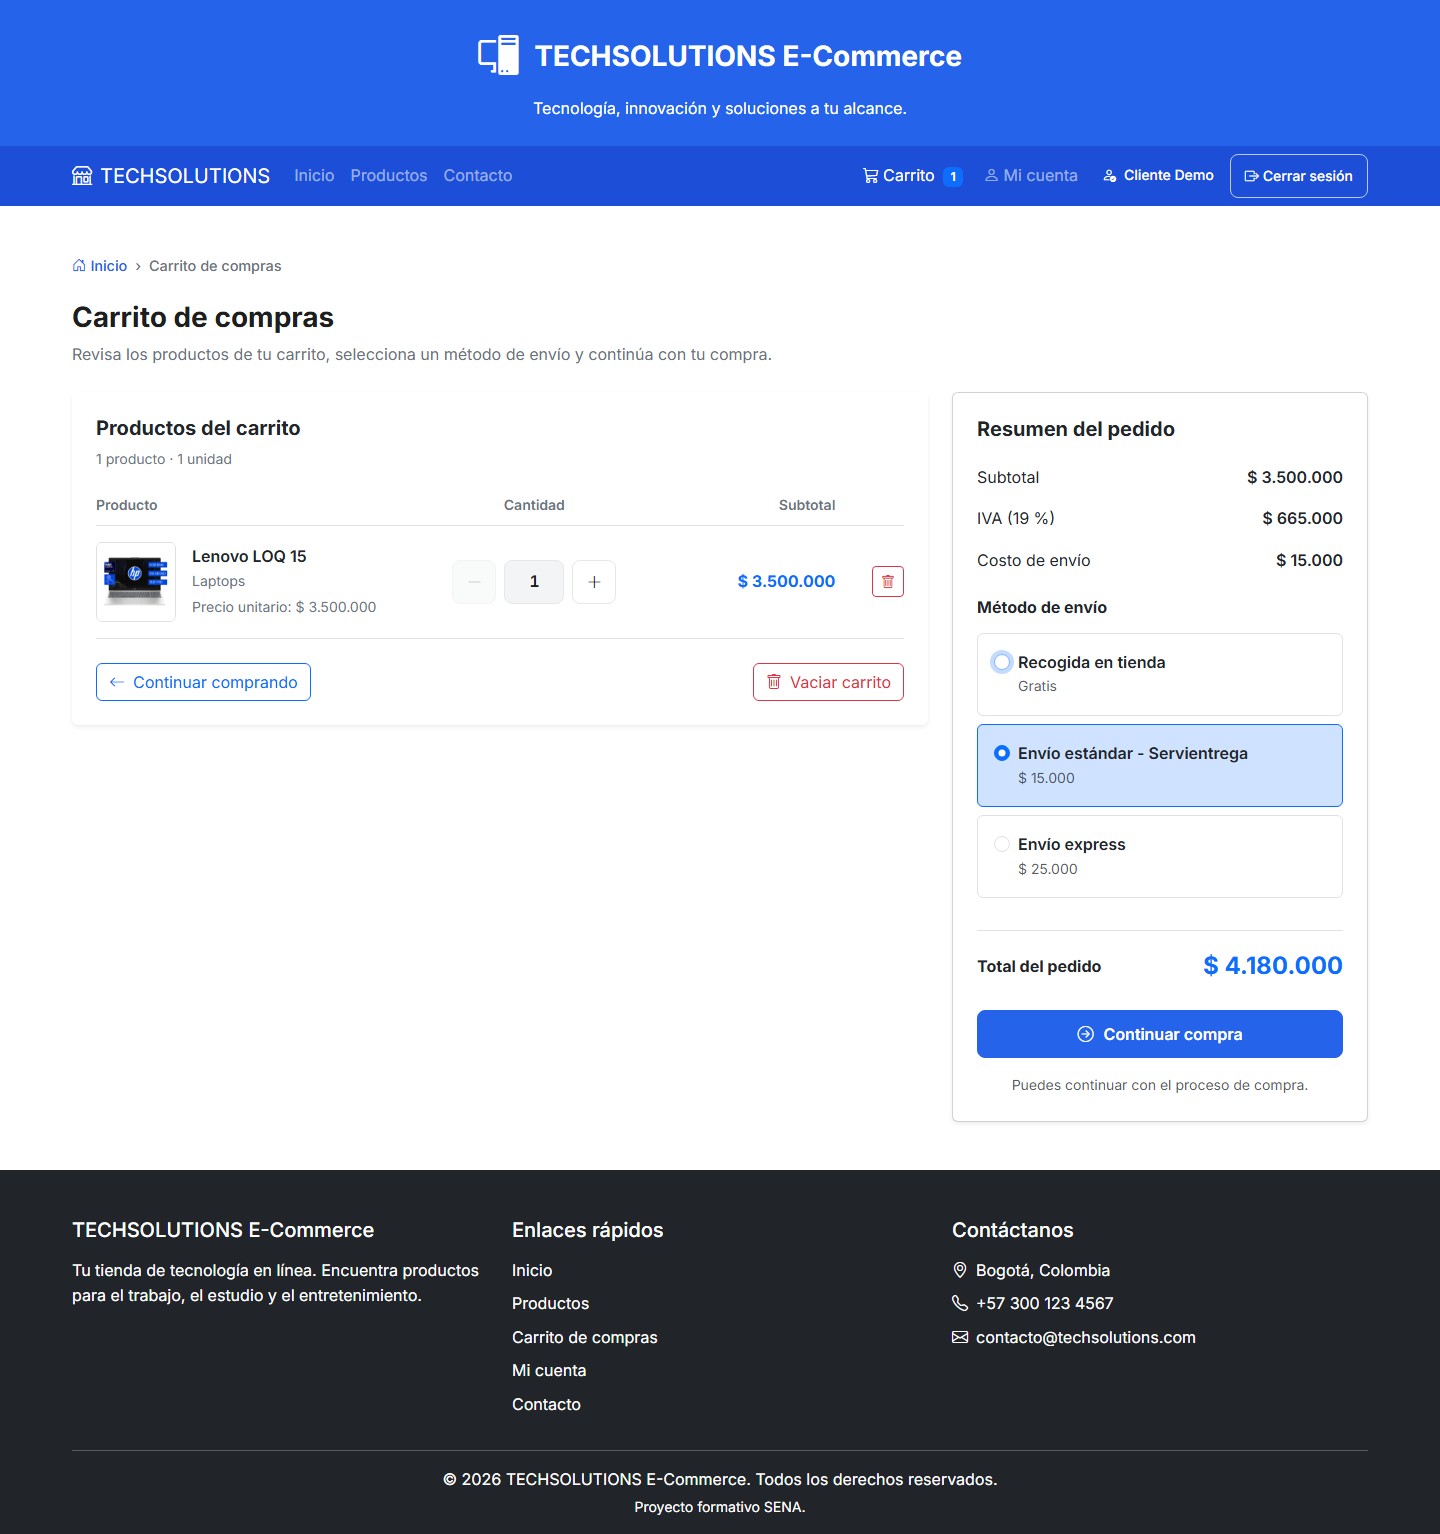 TECHSOLUTIONS E-Commerce
Tecnología, innovación y soluciones a tu alcance.
TECHSOLUTIONS Inicio Productos Contacto Carrito 1 Mi cuenta Cliente Demo Cerrar sesión
Inicio › Carrito de compras
Carrito de compras
Revisa los productos de tu carrito, selecciona un método de envío y continúa con tu compra.
Productos del carrito
1 producto · 1 unidad
Producto Cantidad Subtotal
hp
Lenovo LOQ 15
Laptops
Precio unitario: $ 3.500.000
− 1 +
$ 3.500.000
Continuar comprando
Vaciar carrito
Resumen del pedido
Subtotal $ 3.500.000
IVA (19 %) $ 665.000
Costo de envío $ 15.000
Método de envío
Recogida en tienda
Gratis
Envío estándar - Servientrega
$ 15.000
Envío express
$ 25.000
Total del pedido $ 4.180.000
Continuar compra
Puedes continuar con el proceso de compra.
TECHSOLUTIONS E-Commerce
Tu tienda de tecnología en línea. Encuentra productos
para el trabajo, el estudio y el entretenimiento.
Enlaces rápidos
Inicio
Productos
Carrito de compras
Mi cuenta
Contacto
Contáctanos
Bogotá, Colombia
+57 300 123 4567
contacto@techsolutions.com
© 2026 TECHSOLUTIONS E-Commerce. Todos los derechos reservados.
Proyecto formativo SENA.